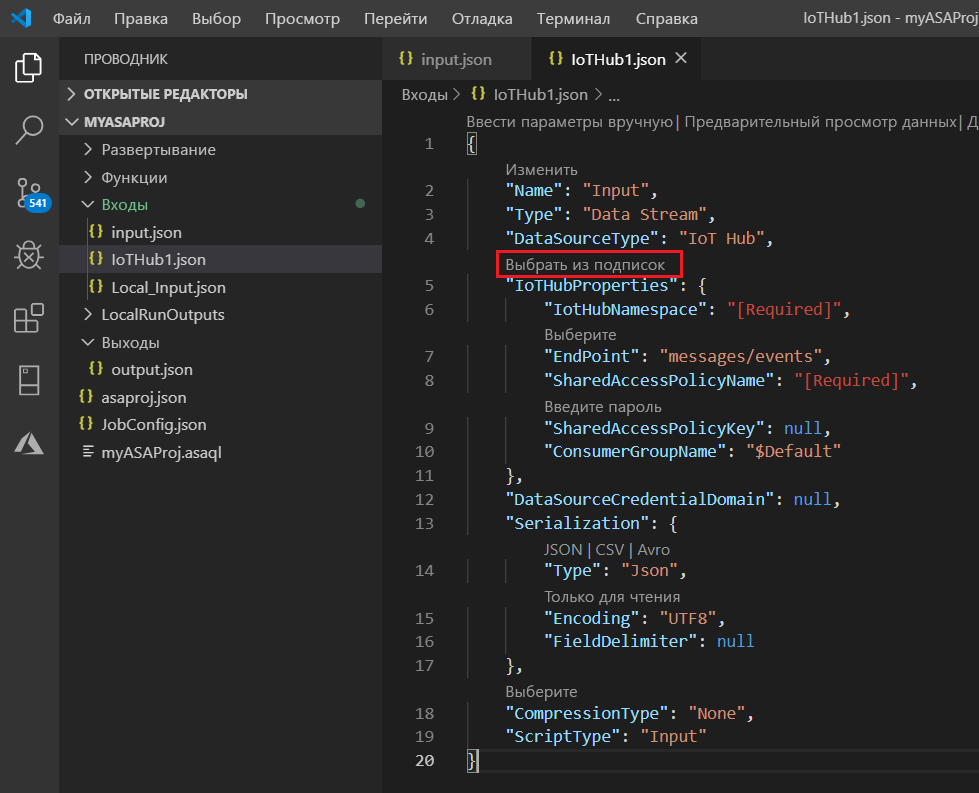 Файл Правка Выбор Просмотр Перейти Отладка Терминал Справка IoTHub1.json - myASAProj
ПРОВОДНИК
ОТКРЫТЫЕ РЕДАКТОРЫ
MYASAPROJ
Развертывание
Функции
Входы
input.json
IoTHub1.json
Local_Input.json
LocalRunOutputs
Выходы
output.json
asaproj.json
JobConfig.json
myASAProj.asaql
541
input.json IoTHub1.json
Входы > IoTHub1.json > ...
Ввести параметры вручную| Предварительный просмотр данных| Д
1 {
Изменить
2 "Name": "Input",
3 "Type": "Data Stream",
4 "DataSourceType": "IoT Hub",
Выбрать из подписок
5 "IoTHubProperties": {
6 "IotHubNamespace": "[Required]",
Выберите
7 "EndPoint": "messages/events",
8 "SharedAccessPolicyName": "[Required]",
Введите пароль
9 "SharedAccessPolicyKey": null,
10 "ConsumerGroupName": "$Default"
11 },
12 "DataSourceCredentialDomain": null,
13 "Serialization": {
JSON | CSV | Avro
14 "Type": "Json",
Только для чтения
15 "Encoding": "UTF8",
16 "FieldDelimiter": null
17 },
Выберите
18 "CompressionType": "None",
19 "ScriptType": "Input"
20 }